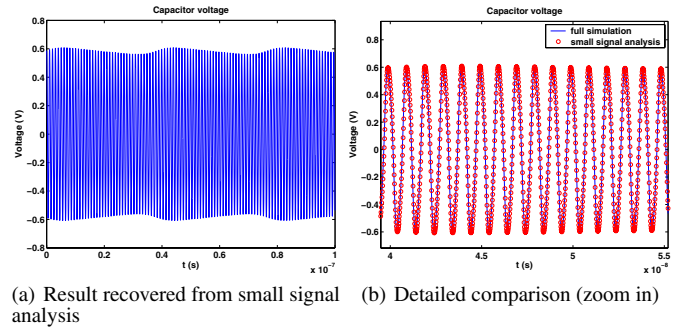 Capacitor voltage
0.8
0.6
0.4
0.2
0
−0.2
−0.4
−0.6
−0.8
Voltage (V)
0
0.2
0.4
0.6
0.8
1
t (s)
x 10⁻⁷
(a) Result recovered from small signal
analysis
Capacitor voltage
full simulation
small signal analysis
0.6
0.4
0.2
0
−0.2
−0.4
−0.6
Voltage (V)
4
4.5
5
5.5
t (s)
x 10⁻⁸
(b) Detailed comparison (zoom in)